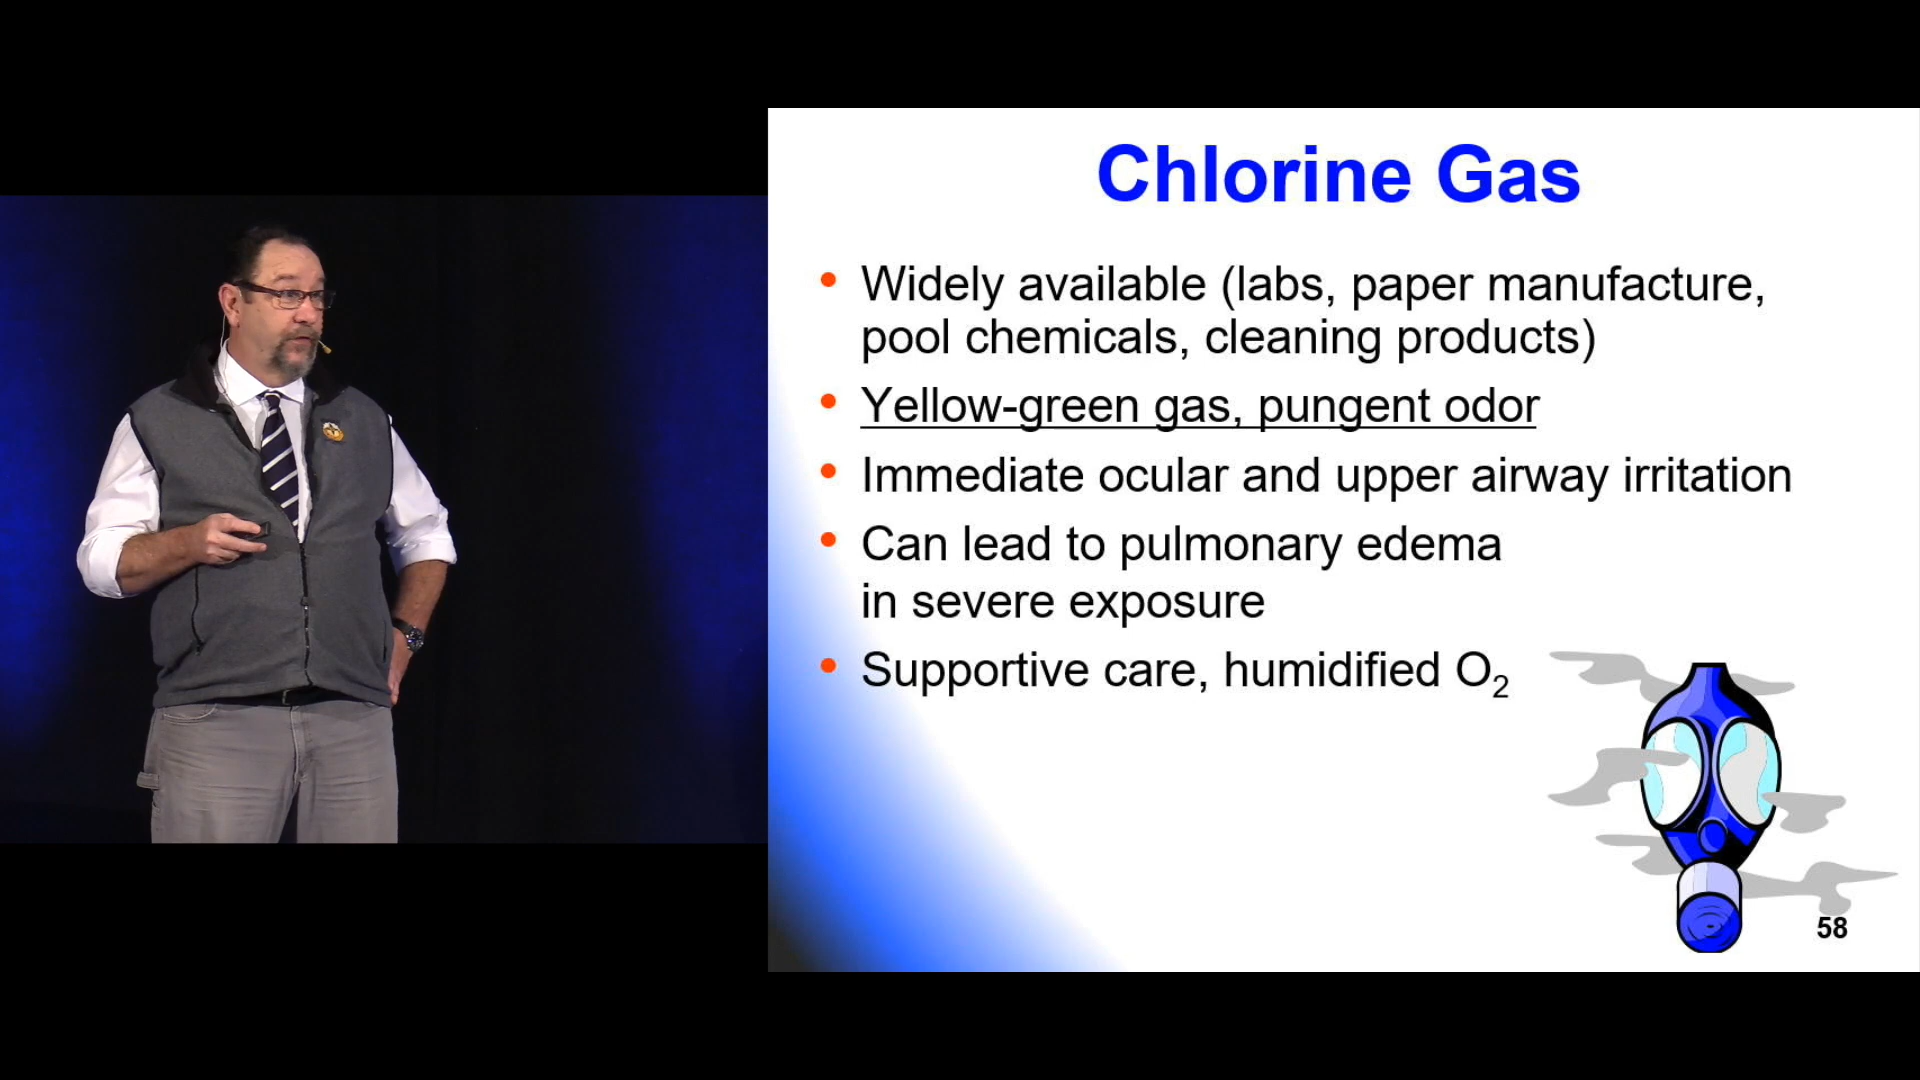 Chlorine Gas
• Widely available (labs, paper manufacture,
pool chemicals, cleaning products)
• Yellow-green gas, pungent odor
• Immediate ocular and upper airway irritation
• Can lead to pulmonary edema
in severe exposure
• Supportive care, humidified O₂
58